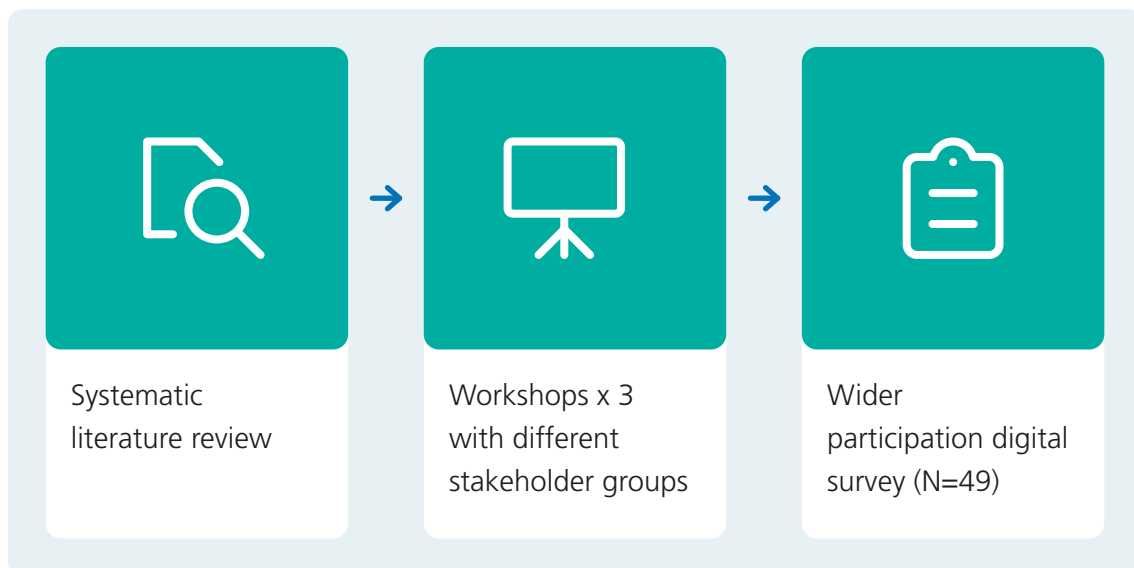 Systematic
literature review
Workshops x 3
with different
stakeholder groups
Wider
participation digital
survey (N=49)